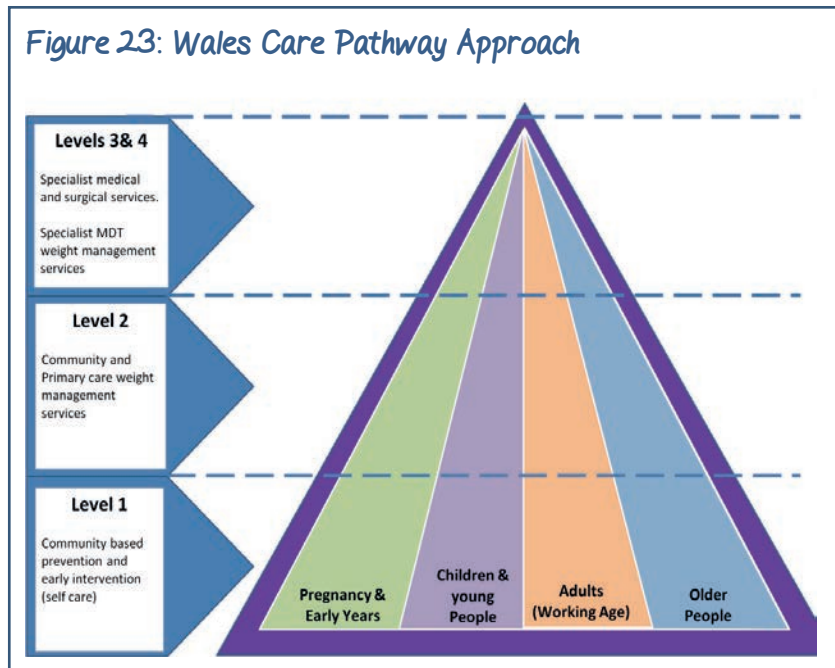 Figure 23: Wales Care Pathway Approach
Levels 3& 4
Specialist medical
and surgical services.
Specialist MDT
weight management
services
Level 2
Community and
Primary care weight
management
services
Level 1
Community based
prevention and
early intervention
(self care)
Pregnancy &
Early Years
Children &
young
People
Adults
(Working Age)
Older
People